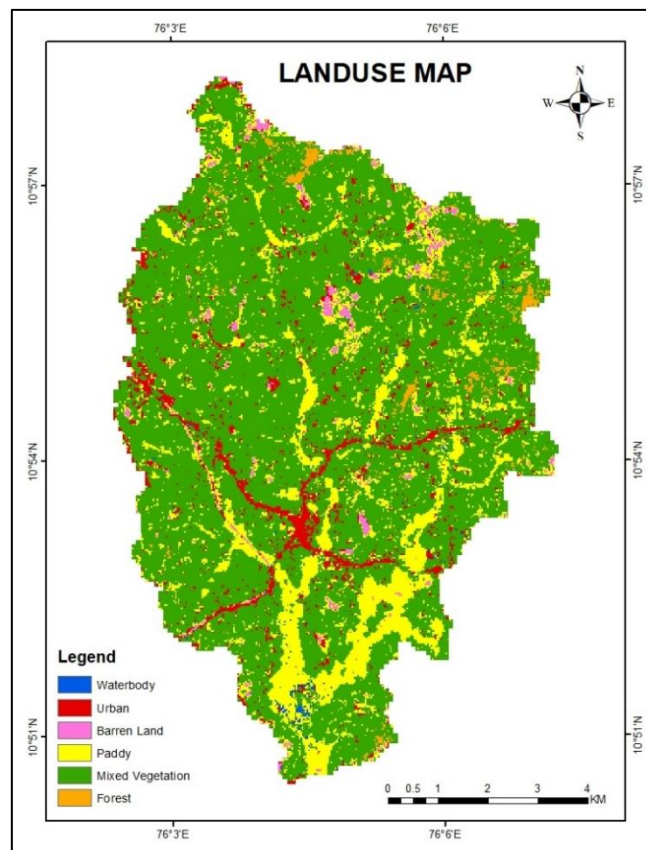 76°3'E 76°6'E
LANDUSE MAP
N
W E
S
10°57'N 10°57'N
10°54'N 10°54'N
10°51'N 10°51'N
Legend
Waterbody
Urban
Barren Land
Paddy
Mixed Vegetation
Forest
0 0.5 1 2 3 4
KM
76°3'E 76°6'E